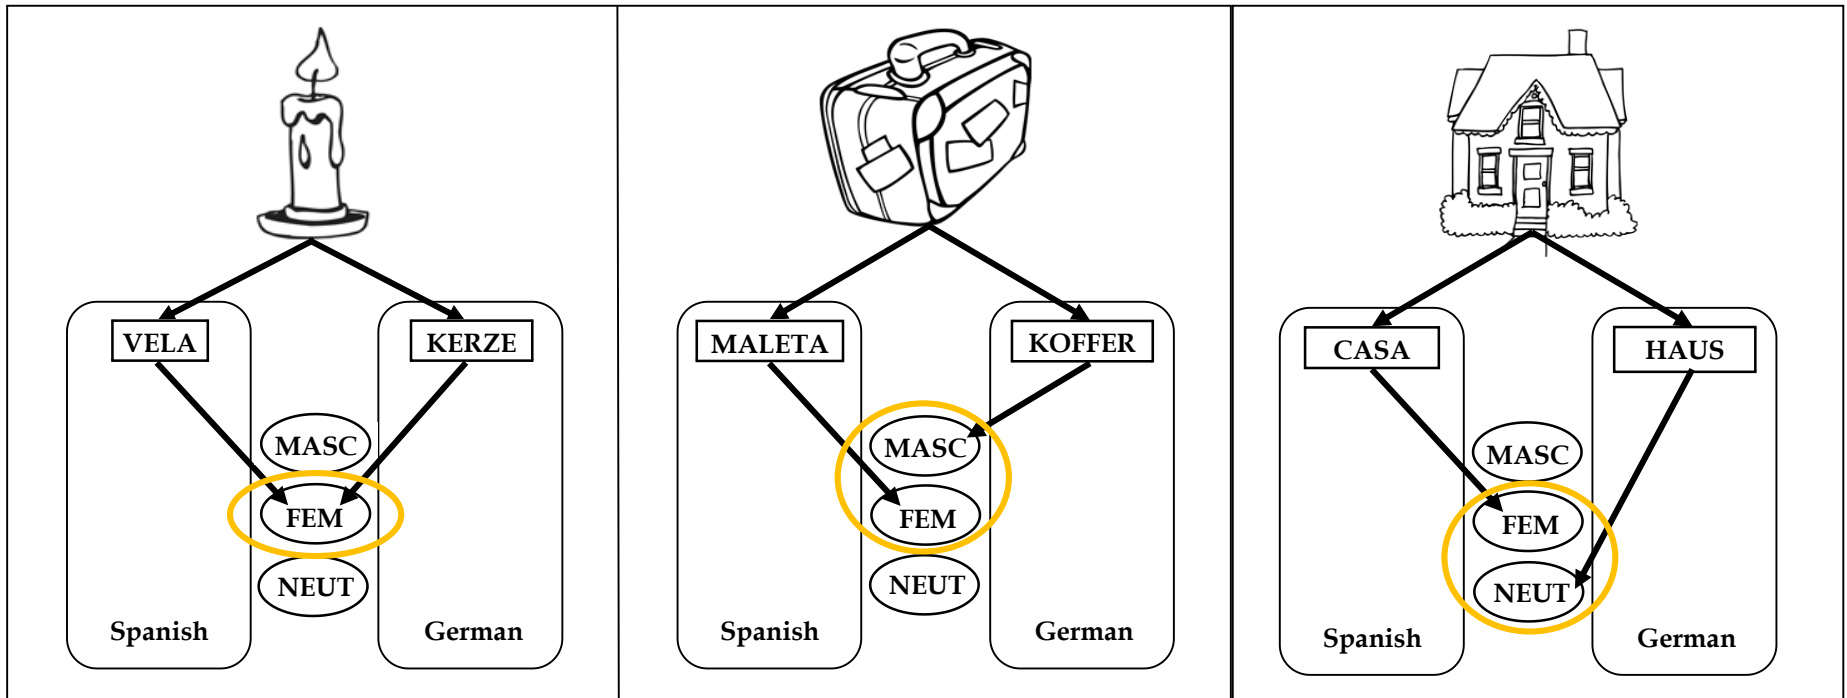 VELA
KERZE
MASC
FEM
NEUT
Spanish
German
MALETA
KOFFER
MASC
FEM
NEUT
Spanish
German
CASA
HAUS
MASC
FEM
NEUT
Spanish
German